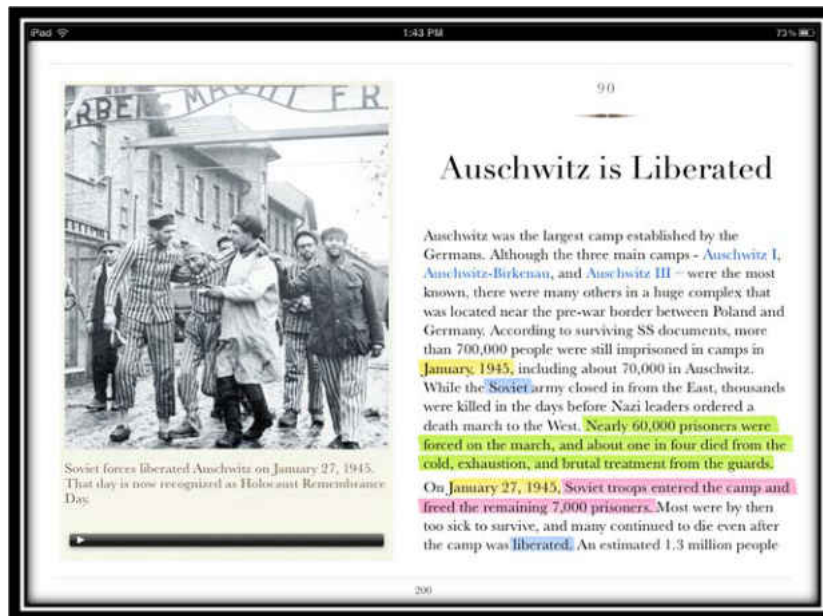 iPad
1:43 PM
73%
ARBEI MACHT FR
Soviet forces liberated Auschwitz on January 27, 1945.
That day is now recognized as Holocaust Remembrance
Day.
90
Auschwitz is Liberated
Auschwitz was the largest camp established by the
Germans. Although the three main camps - Auschwitz I,
Auschwitz-Birkenau, and Auschwitz III – were the most
known, there were many others in a huge complex that
was located near the pre-war border between Poland and
Germany. According to surviving SS documents, more
than 700,000 people were still imprisoned in camps in
January, 1945, including about 70,000 in Auschwitz.
While the Soviet army closed in from the East, thousands
were killed in the days before Nazi leaders ordered a
death march to the West. Nearly 60,000 prisoners were
forced on the march, and about one in four died from the
cold, exhaustion, and brutal treatment from the guards.
On January 27, 1945, Soviet troops entered the camp and
freed the remaining 7,000 prisoners. Most were by then
too sick to survive, and many continued to die even after
the camp was liberated. An estimated 1.3 million people
200